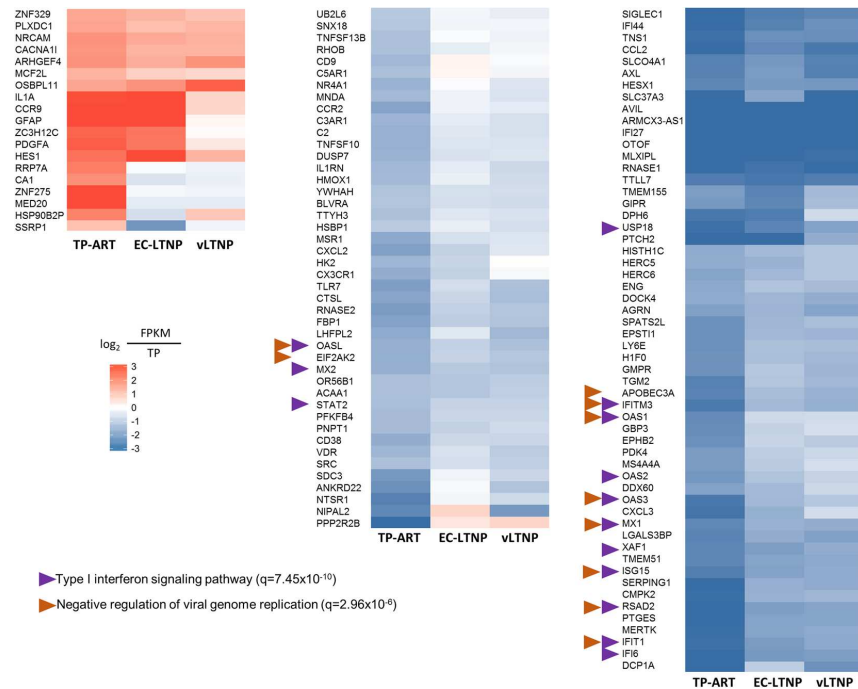 ZNF329
PLXDC1
NRCAM
CACNA1I
ARHGEF4
MCF2L
OSBPL11
IL1A
CCR9
GFAP
ZC3H12C
PDGFA
HES1
RRP7A
CA1
ZNF275
MED20
HSP90B2P
SSRP1
TP-ART EC-LTNP vLTNP
log2 FPKM
TP
3
2
1
0
-1
-2
-3
UB2L6
SNX18
TNFSF13B
RHOB
CD9
C5AR1
NR4A1
MNDA
CCR2
C3AR1
C2
TNFSF10
DUSP7
IL1RN
HMOX1
YWHAH
BLVRA
TTYH3
HSBP1
MSR1
CXCL2
HK2
CX3CR1
TLR7
CTSL
RNASE2
FBP1
LHFPL2
OASL
EIF2AK2
MX2
OR56B1
ACAA1
STAT2
PFKFB4
PNPT1
CD38
VDR
SRC
SDC3
ANKRD22
NTSR1
NIPAL2
PPP2R2B
TP-ART EC-LTNP vLTNP
SIGLEC1
IFI44
TNS1
CCL2
SLCO4A1
AXL
HESX1
SLC37A3
AVIL
ARMCX3-AS1
IFI27
OTOF
MLXIPL
RNASE1
TTLL7
TMEM155
GIPR
DPH6
USP18
PTCH2
HISTH1C
HERC5
HERC6
ENG
DOCK4
AGRN
SPATS2L
EPSTI1
LY6E
H1F0
GMPR
TGM2
APOBEC3A
IFITM3
OAS1
GBP3
EPHB2
PDK4
MS4A4A
OAS2
DDX60
OAS3
CXCL3
MX1
LGALS3BP
XAF1
TMEM51
ISG15
SERPING1
CMPK2
RSAD2
PTGES
MERTK
IFIT1
IFI6
DCP1A
TP-ART EC-LTNP vLTNP
Type I interferon signaling pathway (q=7.45x10⁻¹⁰)
Negative regulation of viral genome replication (q=2.96x10⁻⁶)